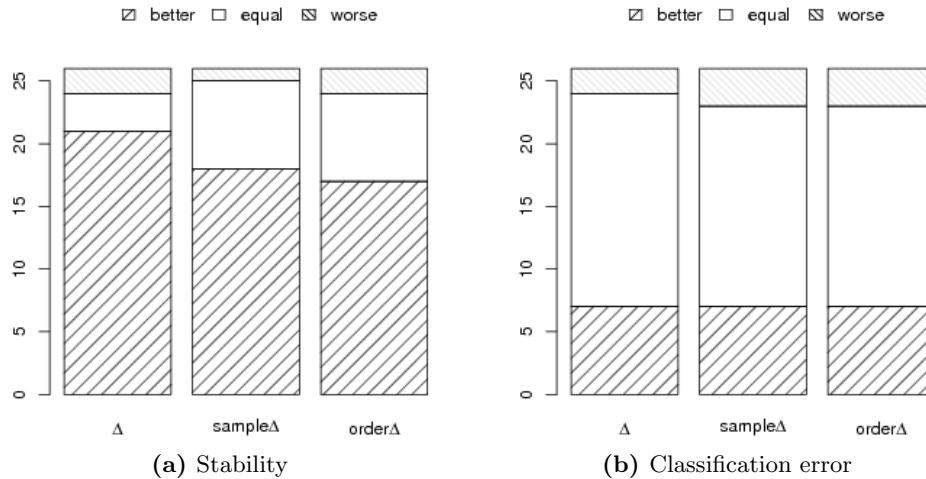 better equal worse
0 5 10 15 20 25
Δ sampleΔ orderΔ
(a) Stability
better equal worse
0 5 10 15 20 25
Δ sampleΔ orderΔ
(b) Classification error